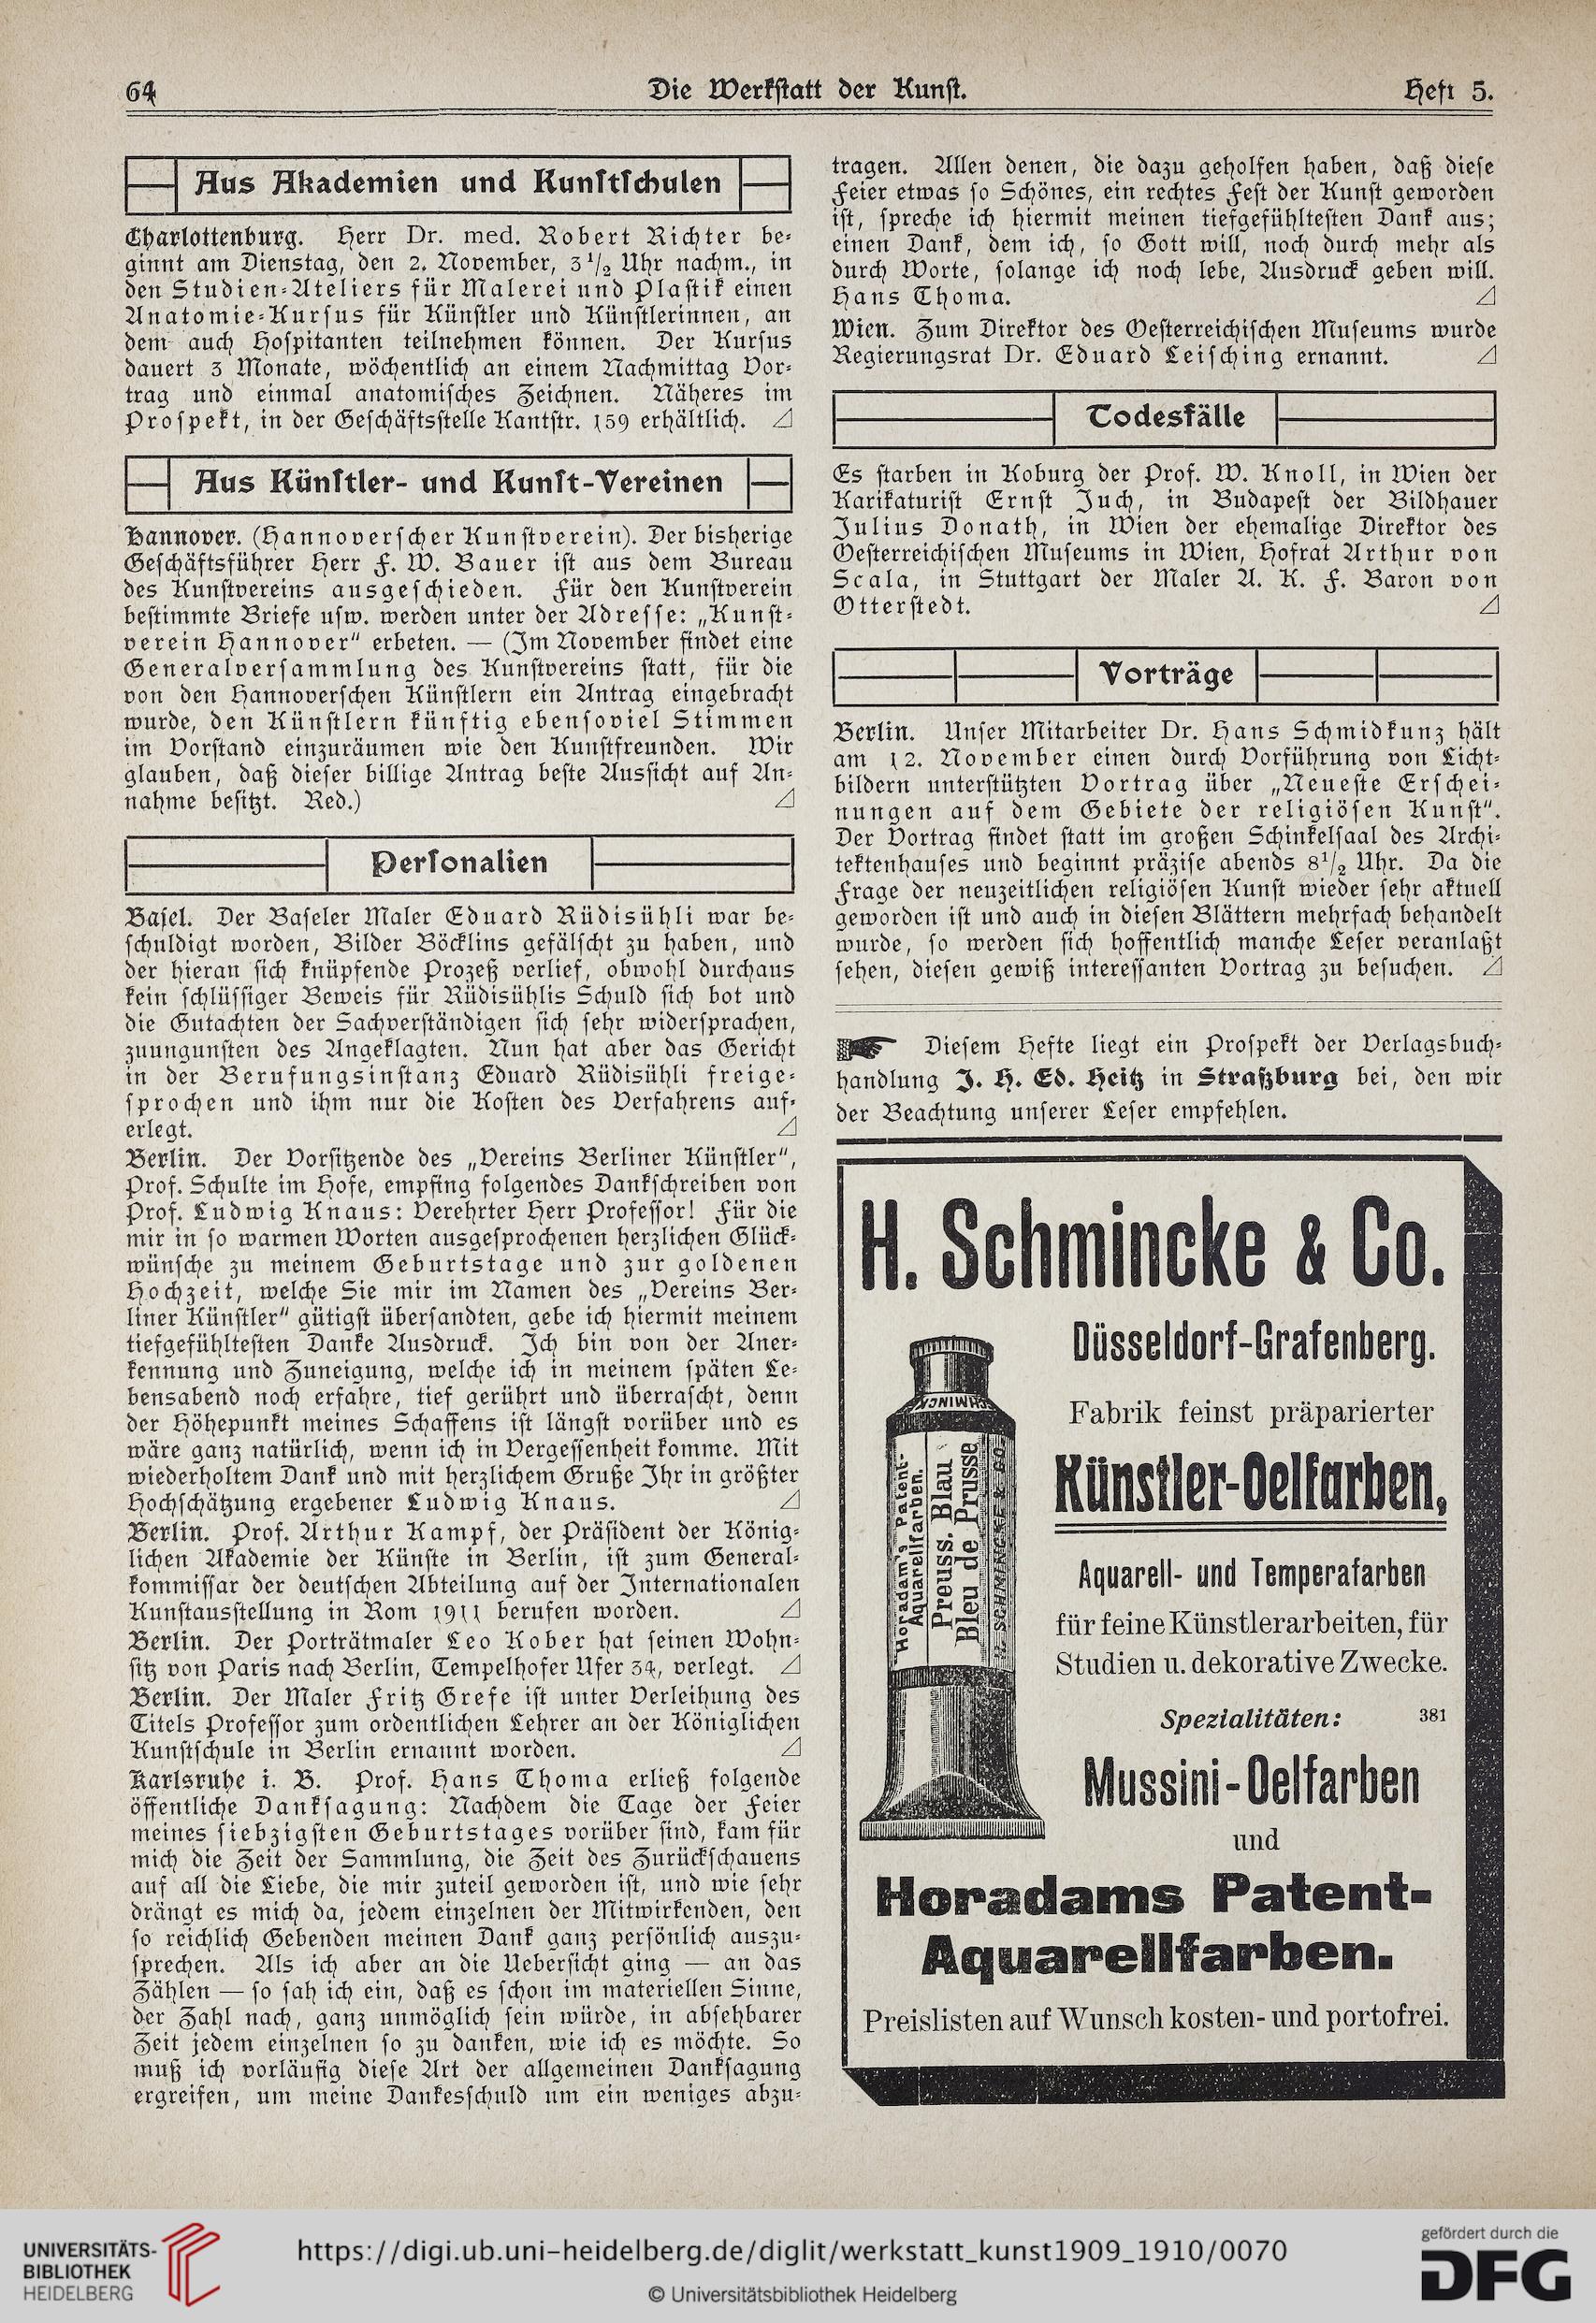 64
Die Werkstatt der Kunst.
Heft 5.
Aus Akademien und Kunstschulen
Charlottenburg. Herr Dr. med. Robert Richter be-
ginnt am Dienstag, den 2. November, 3 1/2 Uhr nachm., in
den Studien-Ateliers für Malerei und Plastik einen
Anatomie-Kursus für Künstler und Künstlerinnen, an
dem auch Hospitanten teilnehmen können. Der Kursus
dauert 3 Monate, wöchentlich an einem Nachmittag Vor-
trag und einmal anatomisches Zeichnen. Näheres im
Prospekt, in der Geschäftsstelle Kantstr. 159 erhältlich.
Aus Künstler- und Kunst-Vereinen
Hannover. (Hannoverscher Kunstverein). Der bisherige
Geschäftsführer Herr F. W. Bauer ist aus dem Bureau
des Kunstvereins ausgeschieden. Für den Kunstverein
bestimmte Briefe usw. werden unter der Adresse: „Kunst-
verein Hannover“ erbeten. — (Im November findet eine
Generalversammlung des Kunstvereins statt, für die
von den Hannoverschen Künstlern ein Antrag eingebracht
wurde, den Künstlern künftig ebensoviel Stimmen
im Vorstand einzuräumen wie den Kunstfreunden. Wir
glauben, daß dieser billige Antrag beste Aussicht auf An-
nahme besitzt. Red.)
Personalien
Basel. Der Baseler Maler Eduard Rüdisühli war be-
schuldigt worden, Bilder Böcklins gefälscht zu haben, und
der hieran sich knüpfende Prozeß verlief, obwohl durchaus
kein schlüssiger Beweis für Rüdisühlis Schuld sich bot und
die Gutachten der Sachverständigen sich sehr widersprachen,
zuungunsten des Angeklagten. Nun hat aber das Gericht
in der Berufungsinstanz Eduard Rüdisühli freige-
sprochen und ihm nur die Kosten des Verfahrens auf-
erlegt.
Berlin. Der Vorsitzende des „Vereins Berliner Künstler“,
Prof. Schulte im Hofe, empfing folgendes Dankschreiben von
Prof. Ludwig Knaus: Verehrter Herr Professor! Für die
mir in so warmen Worten ausgesprochenen herzlichen Glück-
wünsche zu meinem Geburtstage und zur goldenen
Hochzeit, welche Sie mir im Namen des „Vereins Ber-
liner Künstler“ gütigst übersandten, gebe ich hiermit meinem
tiefgefühltesten Danke Ausdruck. Ich bin von der Aner-
kennung und Zuneigung, welche ich in meinem späten Le-
bensabend noch erfahre, tief gerührt und überrascht, denn
der Höhepunkt meines Schaffens ist längst vorüber und es
wäre ganz natürlich, wenn ich in Vergessenheit komme. Mit
wiederholtem Dank und mit herzlichem Gruße Ihr in größter
Hochschätzung ergebener Ludwig Knaus.
Berlin. Prof. Arthur Kampf, der Präsident der König-
lichen Akademie der Künste in Berlin, ist zum General-
kommissar der deutschen Abteilung auf der Internationalen
Kunstausstellung in Rom 1911 berufen worden.
Berlin. Der Porträtmaler Leo Kober hat seinen Wohn-
sitz von Paris nach Berlin, Tempelhofer Ufer 34, verlegt.
Berlin. Der Maler Fritz Grefe ist unter Verleihung des
Titels Professor zum ordentlichen Lehrer an der Königlichen
Kunstschule in Berlin ernannt worden.
Karlsruhe i. B. Prof. Hans Thoma erließ folgende
öffentliche Danksagung: Nachdem die Tage der Feier
meines siebzigsten Geburtstages vorüber sind, kam für
mich die Zeit der Sammlung, die Zeit des Zurückschauens
auf all die Liebe, die mir zuteil geworden ist, und wie sehr
drängt es mich da, jedem einzelnen der Mitwirkenden, den
so reichlich Gebenden meinen Dank ganz persönlich auszu-
sprechen. Als ich aber an die Uebersicht ging — an das
Zählen — so sah ich ein, daß es schon im materiellen Sinne,
der Zahl nach, ganz unmöglich sein würde, in absehbarer
Zeit jedem einzelnen so zu danken, wie ich es möchte. So
muß ich vorläufig diese Art der allgemeinen Danksagung
ergreifen, um meine Dankesschuld um ein weniges abzu-
tragen. Allen denen, die dazu geholfen haben, daß diese
Feier etwas so Schönes, ein rechtes Fest der Kunst geworden
ist, spreche ich hiermit meinen tiefgefühltesten Dank aus;
einen Dank, dem ich, so Gott will, noch durch mehr als
durch Worte, solange ich noch lebe, Ausdruck geben will.
Hans Thoma.
Wien. Zum Direktor des Oesterreichischen Museums wurde
Regierungsrat Dr. Eduard Leisching ernannt.
Todesfälle
Es starben in Koburg der Prof. W. Knoll, in Wien der
Karikaturist Ernst Juch, in Budapest der Bildhauer
Julius Donath, in Wien der ehemalige Direktor des
Oesterreichischen Museums in Wien, Hofrat Arthur von
Scala, in Stuttgart der Maler A. K. F. Baron von
Otterstedt.
Vorträge
Berlin. Unser Mitarbeiter Dr. Hans Schmidkunz hält
am 12. November einen durch Vorführung von Licht-
bildern unterstützten Vortrag über „Neueste Erschei-
nungen auf dem Gebiete der religiösen Kunst“.
Der Vortrag findet statt im großen Schinkelsaal des Archi-
tektenhauses und beginnt präzise abends 8 1/2 Uhr. Da die
Frage der neuzeitlichen religiösen Kunst wieder sehr aktuell
geworden ist und auch in diesen Blättern mehrfach behandelt
wurde, so werden sich hoffentlich manche Leser veranlaßt
sehen, diesen gewiß interessanten Vortrag zu besuchen.
Diesem Hefte liegt ein Prospekt der Verlagsbuch-
handlung J. H. Ed. Heitz in Straßburg bei, den wir
der Beachtung unserer Leser empfehlen.
H. Schmincke & Co.
Düsseldorf-Grafenberg.
Fabrik feinst präparierter
Künstler-Oelfarben,
Aquarell- und Temperafarben
für feine Künstlerarbeiten, für
Studien u. dekorative Zwecke.
Spezialitäten:
381
Mussini-Oelfarben
und
Horadams Patent-
Aquarellfarben.
Preislisten auf Wunsch kosten- und portofrei.
Horadam's Patent-
Aquarellfarben.
Preuss. Blau
Bleu de Prusse
H. SCHMINCKE & CO.
UNIVERSITÄTS-
BIBLIOTHEK
HEIDELBERG
https://digi.ub.uni-heidelberg.de/diglit/werkstatt_kunst1909_1910/0070
© Universitätsbibliothek Heidelberg
gefördert durch die
DFG